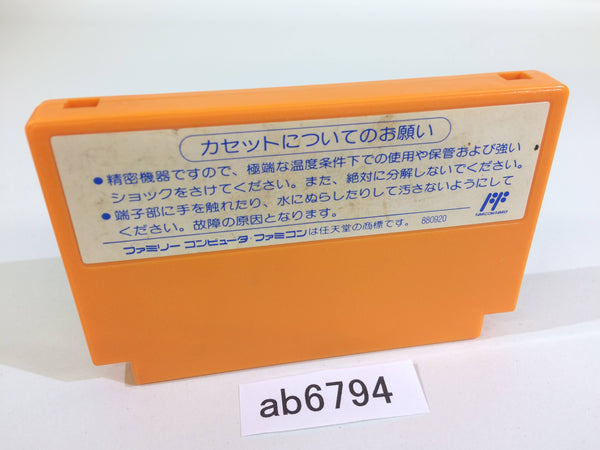 カセットについてのお願い
●精密機器ですので、極端な温度条件下での使用や保管および強い
ショックをさけてください。また、絶対に分解しないでください。
●端子部に手を触れたり、水にぬらしたりして汚さないようにして
ください。故障の原因となります。
ファミリー コンピュータ・ファミコンは任天堂の商標です。 880920
ab6794